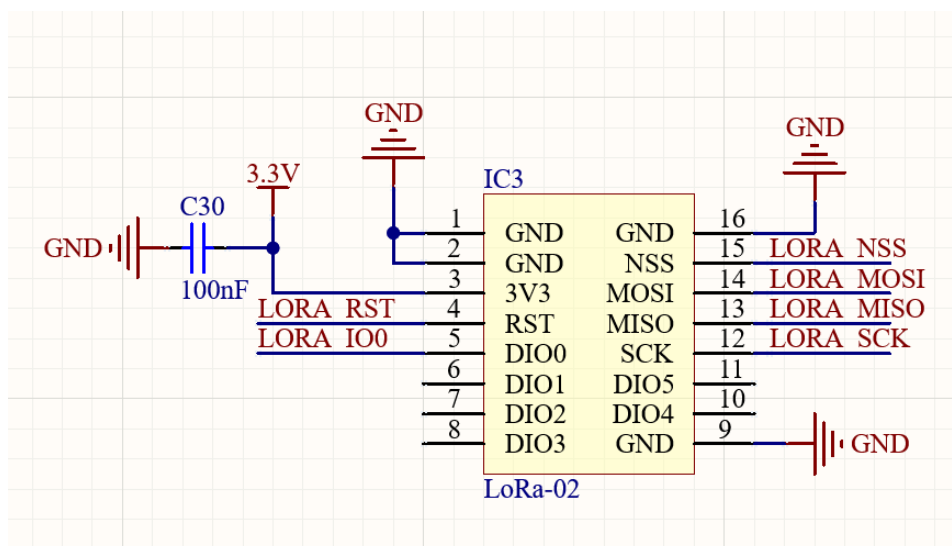 GND
GND
3.3V
IC3
C30
1 GND GND 16
GND
2 GND NSS 15 LORA_NSS
100nF
3 3V3 MOSI 14 LORA_MOSI
LORA_RST 4 RST MISO 13 LORA_MISO
LORA_IO0 5 DIO0 SCK 12 LORA_SCK
6 DIO1 DIO5 11
7 DIO2 DIO4 10
8 DIO3 GND 9 GND
LoRa-02